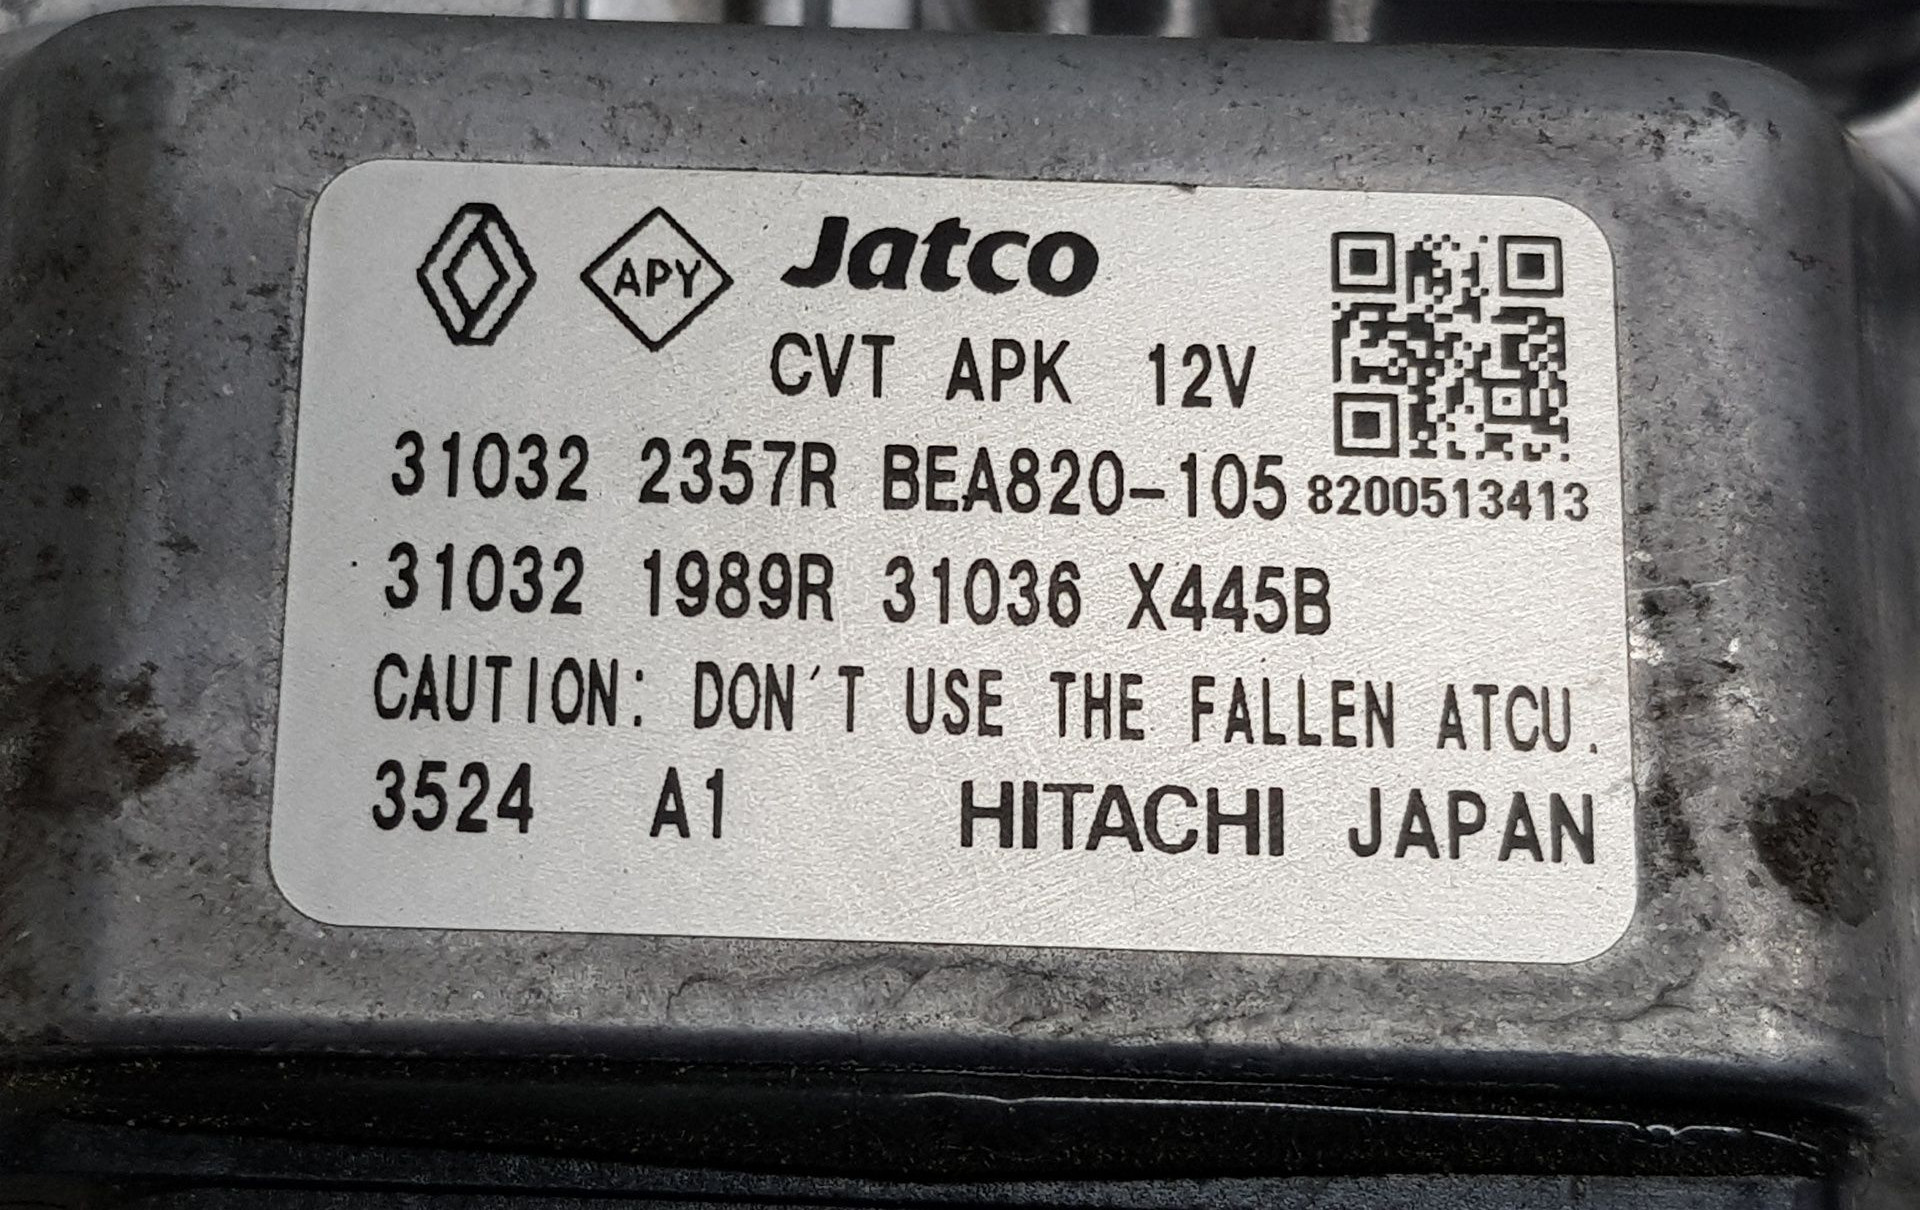 APY Jatco
CVT APK 12V
31032 2357R BEA820-105 8200513413
31032 1989R 31036 X445B
CAUTION: DON'T USE THE FALLEN ATCU.
3524 A1 HITACHI JAPAN